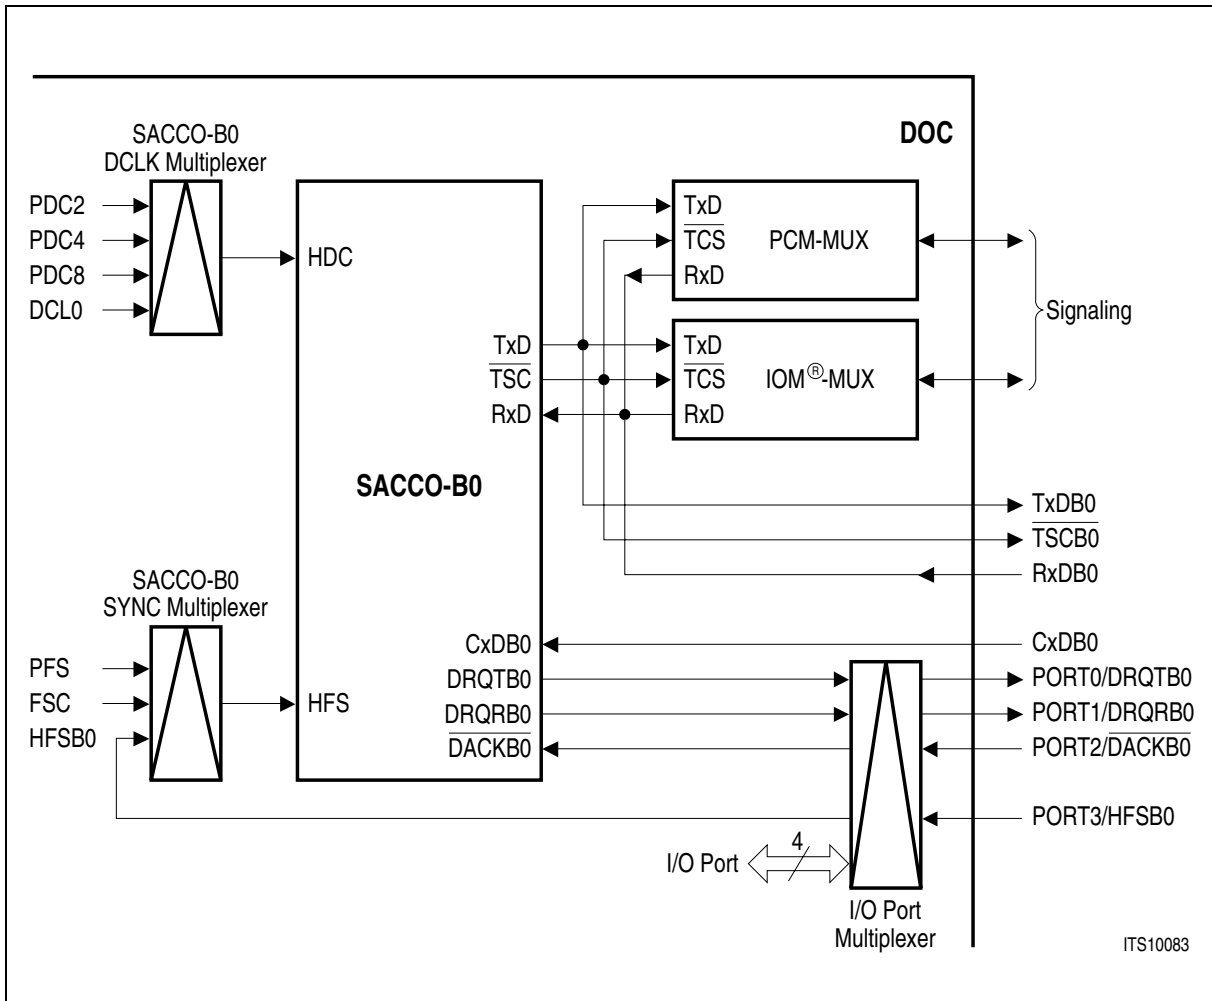 DOC
SACCO-B0
DCLK Multiplexer
PDC2
PDC4
PDC8
DCL0
HDC
TxD
TSC
RxD
SACCO-B0
TxD
TCS
RxD
PCM-MUX
TxD
TCS
RxD
IOM®-MUX
Signaling
TxDB0
TSCB0
RxDB0
SACCO-B0
SYNC Multiplexer
PFS
FSC
HFSB0
HFS
CxDB0
DRQTB0
DRQRB0
DACKB0
CxDB0
PORT0/DRQTB0
PORT1/DRQRB0
PORT2/DACKB0
PORT3/HFSB0
I/O Port
4
I/O Port
Multiplexer
ITS10083